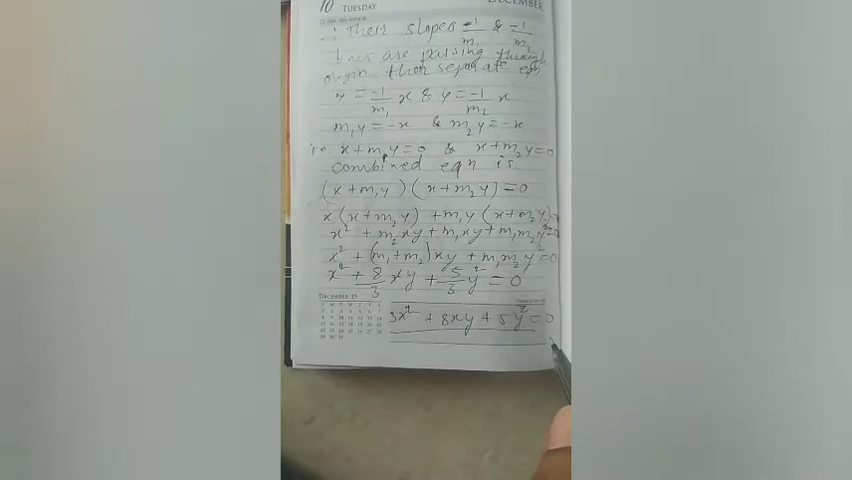 10 TUESDAY DECEMBER
∴ Their slopes -1/m₁ & -1/m₂
& are passing through
origin then separate eqn
y = -1/m₁ x & y = -1/m₂ x
m₁y = -x & m₂y = -x
i.e x + m₁y = 0 & x + m₂y = 0
combined eqn is
(x + m₁y) (x + m₂y) = 0
x (x + m₂y) + m₁y (x + m₂y) =
x² + m₂xy + m₁xy + m₁m₂y² = 0
x² + (m₁ + m₂) xy + m₁m₂y² = 0
x² + 8/3 xy + 5/3 y² = 0
DECEMBER 19
3x² + 8xy + 5y² = 0